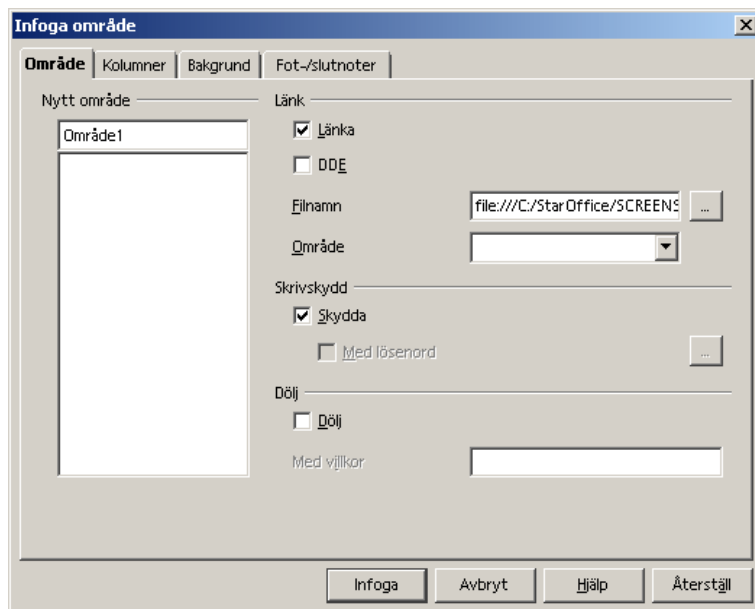 Infoga område
Område Kolumner Bakgrund Fot-/slutnoter
Nytt område
Område1
Länk
Länka
DDE
Filnamn file:///C:/StarOffice/SCREENS ...
Område
Skrivskydd
Skydda
Med lösenord ...
Dölj
Dölj
Med villkor
Infoga Avbryt Hjälp Återställ